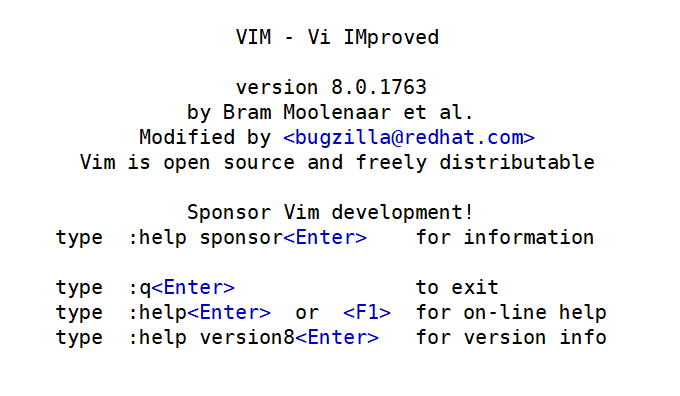 VIM - Vi IMproved
version 8.0.1763
by Bram Moolenaar et al.
Modified by <bugzilla@redhat.com>
Vim is open source and freely distributable
Sponsor Vim development!
type  :help sponsor<Enter>    for information
type  :q<Enter>               to exit
type  :help<Enter>  or  <F1>  for on-line help
type  :help version8<Enter>   for version info